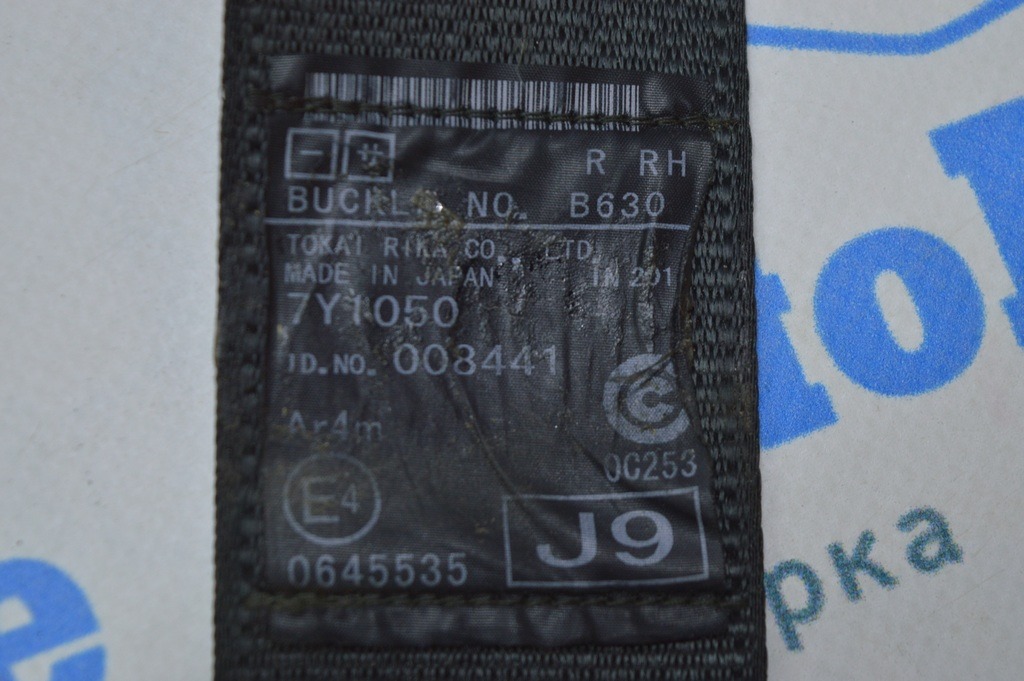 R RH
NO. B630
TOKAI RIKA CO., LTD.
MADE IN JAPAN IN 201
7Y1050
ID.NO. 008441
Ar4m
C
0C253
E4
J9
0645535
рка